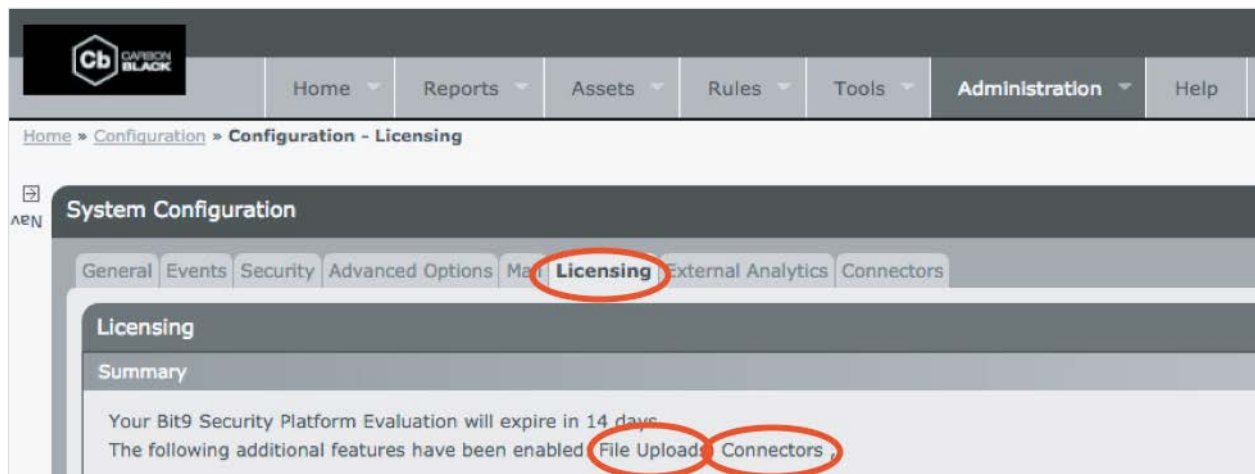 Cb CARBON
BLACK
Home Reports Assets Rules Tools Administration Help
Home » Configuration » Configuration - Licensing
Nav
System Configuration
General Events Security Advanced Options Mail Licensing External Analytics Connectors
Licensing
Summary
Your Bit9 Security Platform Evaluation will expire in 14 days
The following additional features have been enabled File Uploads Connectors ,